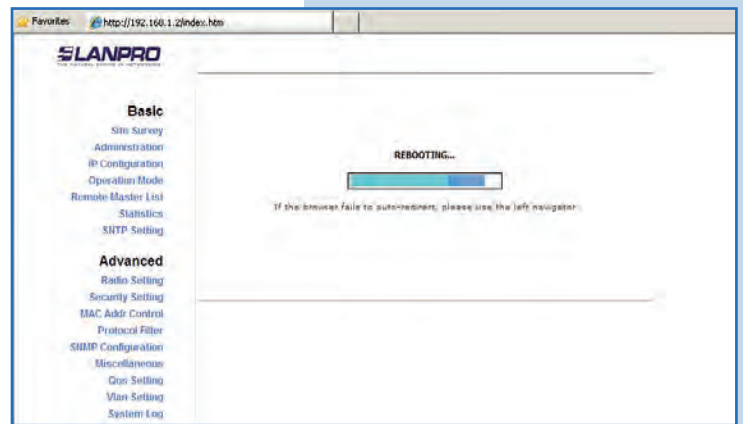 Favorites http://192.168.1.2/index.htm
LANPRO
Basic
Site Survey
Administration
IP Configuration
Operation Mode
Remote Master List
Statistics
SNTP Setting
Advanced
Radio Setting
Security Setting
MAC Addr Control
Protocol Filter
SNMP Configuration
Miscellaneous
Qos Setting
Vlan Setting
System Log
REBOOTING...
If the browser fails to auto-redirect, please use the left navigator